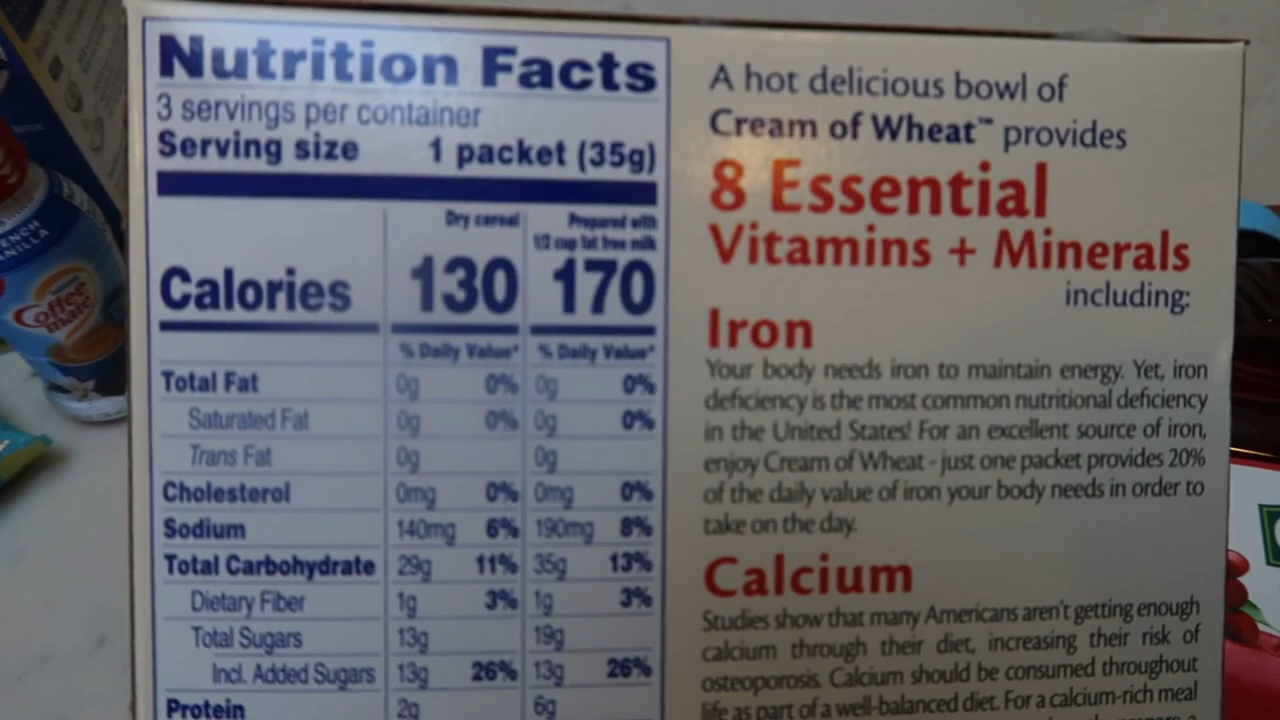 Nutrition Facts
3 servings per container
Serving size 1 packet (35g)
Dry cereal Prepared with
1/2 cup fat free milk
Calories 130 170
% Daily Value* % Daily Value*
Total Fat 0g 0% 0g 0%
Saturated Fat 0g 0% 0g 0%
Trans Fat 0g 0g
Cholesterol 0mg 0% 0mg 0%
Sodium 140mg 6% 190mg 8%
Total Carbohydrate 29g 11% 35g 13%
Dietary Fiber 1g 3% 1g 3%
Total Sugars 13g 19g
Incl. Added Sugars 13g 26% 13g 26%
Protein 2g 6g
A hot delicious bowl of
Cream of Wheat™ provides
8 Essential
Vitamins + Minerals
including:
Iron
Your body needs iron to maintain energy. Yet, iron
deficiency is the most common nutritional deficiency
in the United States! For an excellent source of iron,
enjoy Cream of Wheat - just one packet provides 20%
of the daily value of iron your body needs in order to
take on the day.
Calcium
Studies show that many Americans aren't getting enough
calcium through their diet, increasing their risk of
osteoporosis. Calcium should be consumed throughout
life as part of a well-balanced diet. For a calcium-rich meal
VANILLA
Coffee
mate